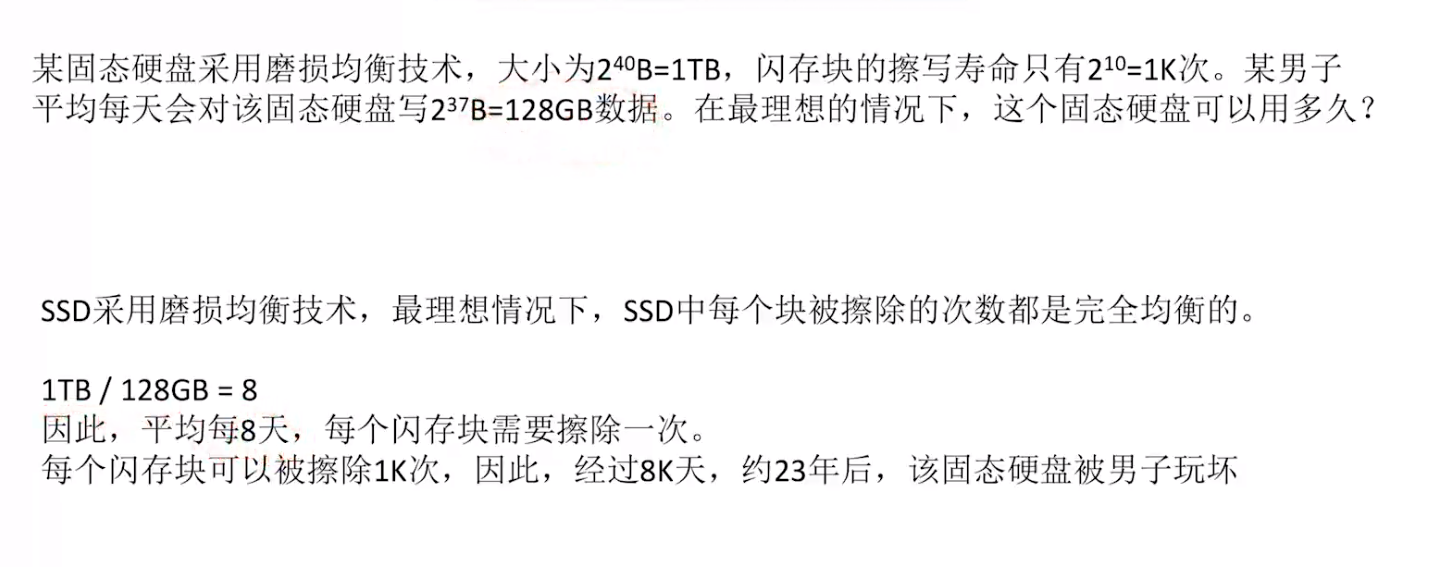 某固态硬盘采用磨损均衡技术，大小为2⁴⁰B=1TB，闪存块的擦写寿命只有2¹⁰=1K次。某男子
平均每天会对该固态硬盘写2³⁷B=128GB数据。在最理想的情况下，这个固态硬盘可以用多久？
SSD采用磨损均衡技术，最理想情况下，SSD中每个块被擦除的次数都是完全均衡的。
1TB / 128GB = 8
因此，平均每8天，每个闪存块需要擦除一次。
每个闪存块可以被擦除1K次，因此，经过8K天，约23年后，该固态硬盘被男子玩坏